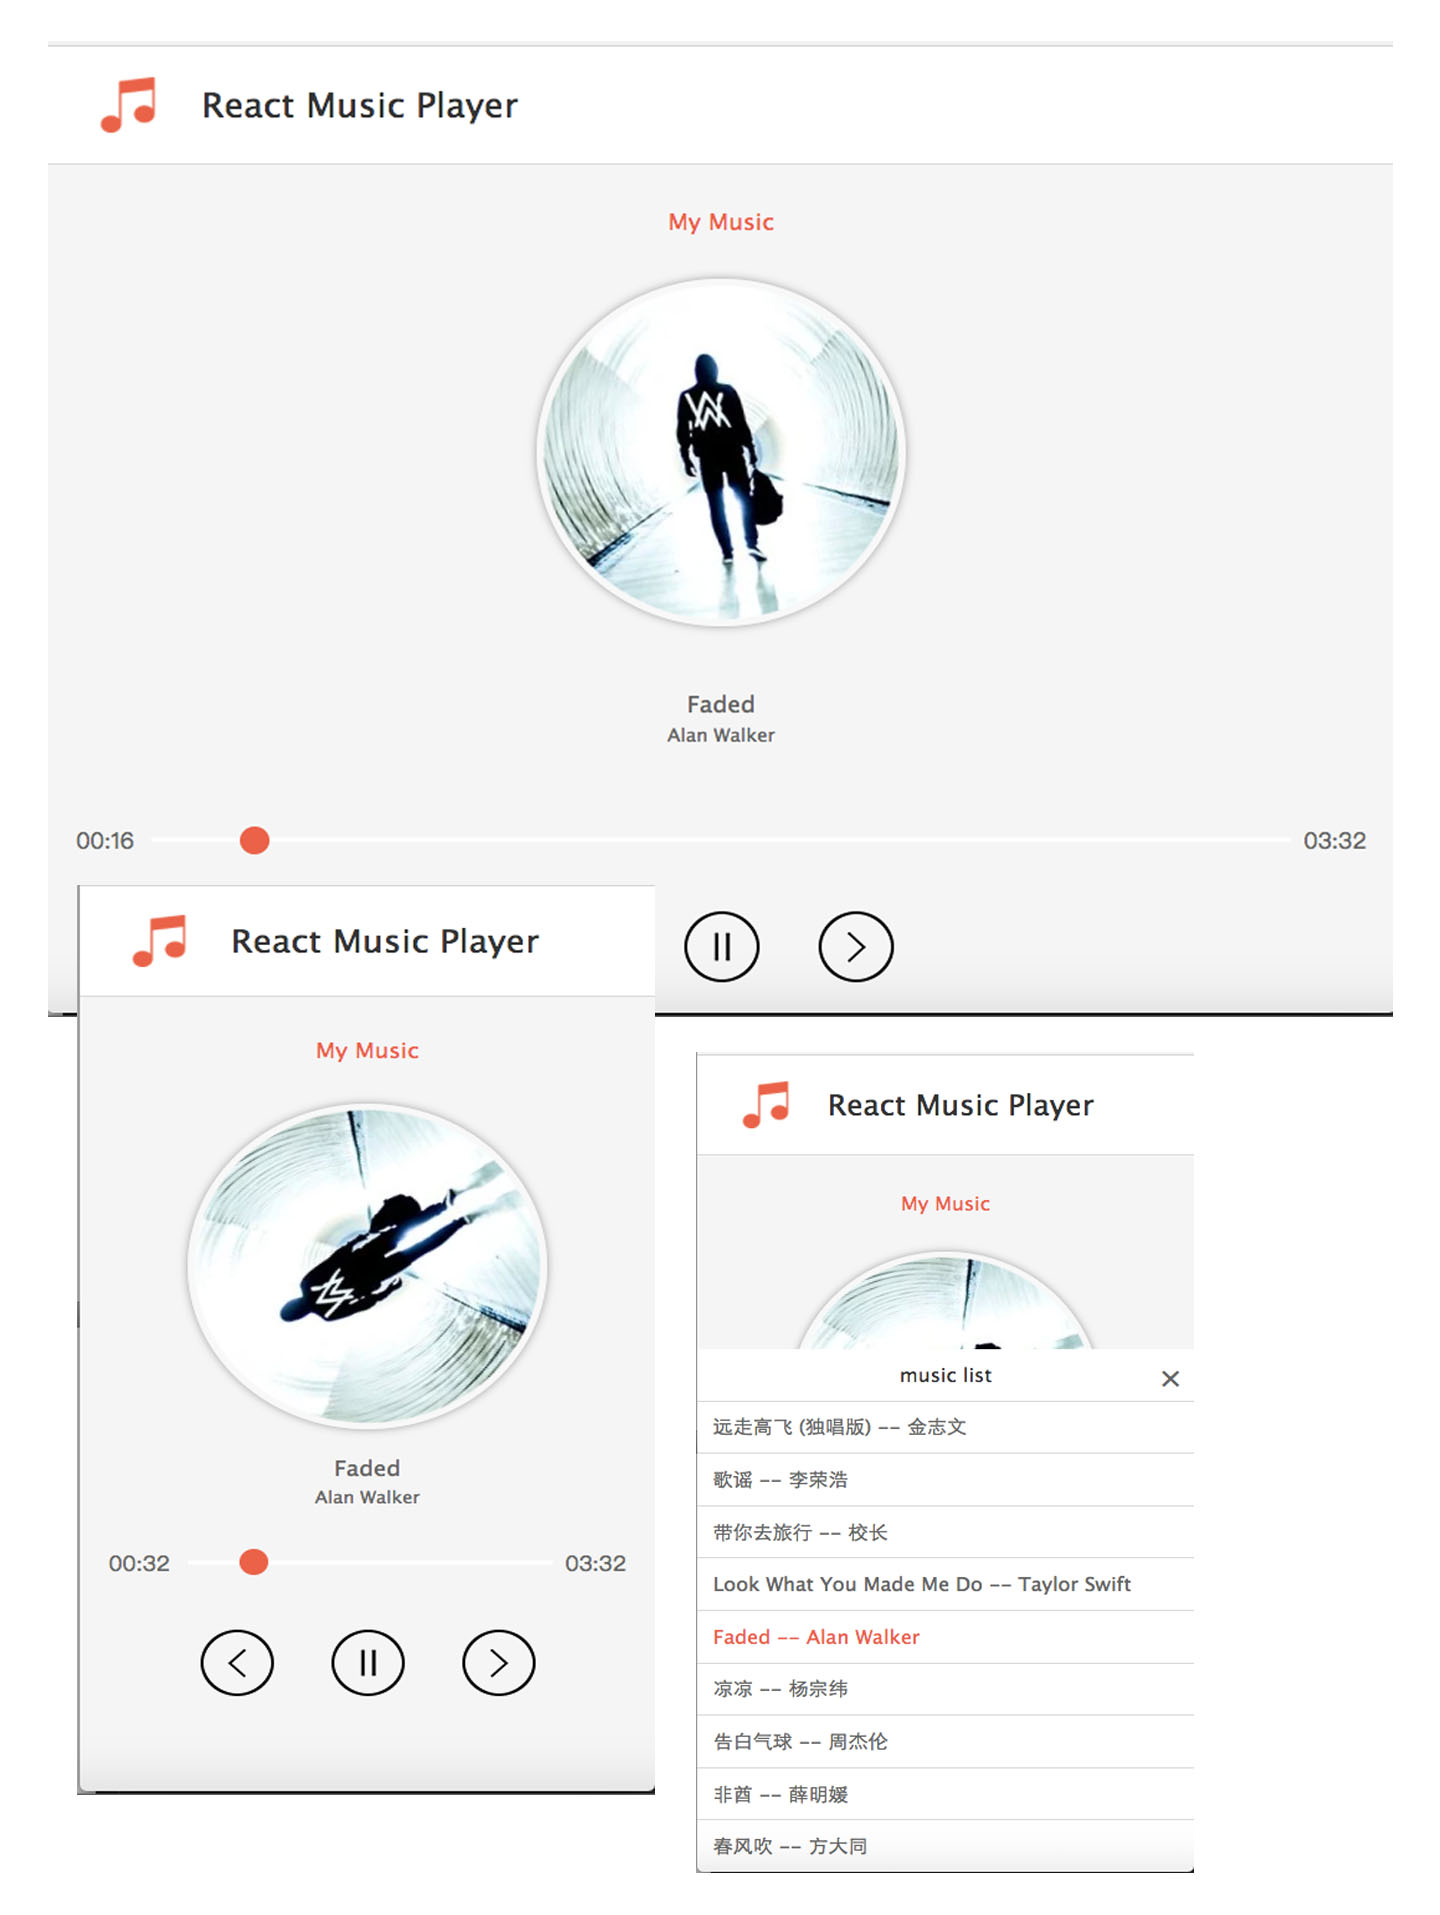 React Music Player
My Music
Faded
Alan Walker
00:16
03:32
React Music Player
My Music
Faded
Alan Walker
00:32
03:32
React Music Player
My Music
music list
远走高飞 (独唱版) -- 金志文
歌谣 -- 李荣浩
带你去旅行 -- 校长
Look What You Made Me Do -- Taylor Swift
Faded -- Alan Walker
凉凉 -- 杨宗纬
告白气球 -- 周杰伦
非酋 -- 薛明媛
春风吹 -- 方大同